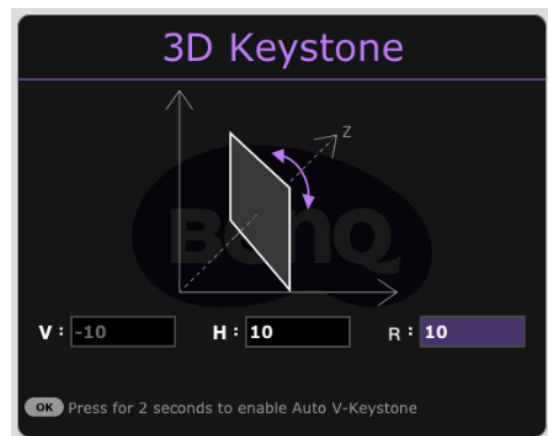 3D Keystone
Z
BenQ
V : -10 H : 10 R : 10
OK Press for 2 seconds to enable Auto V-Keystone